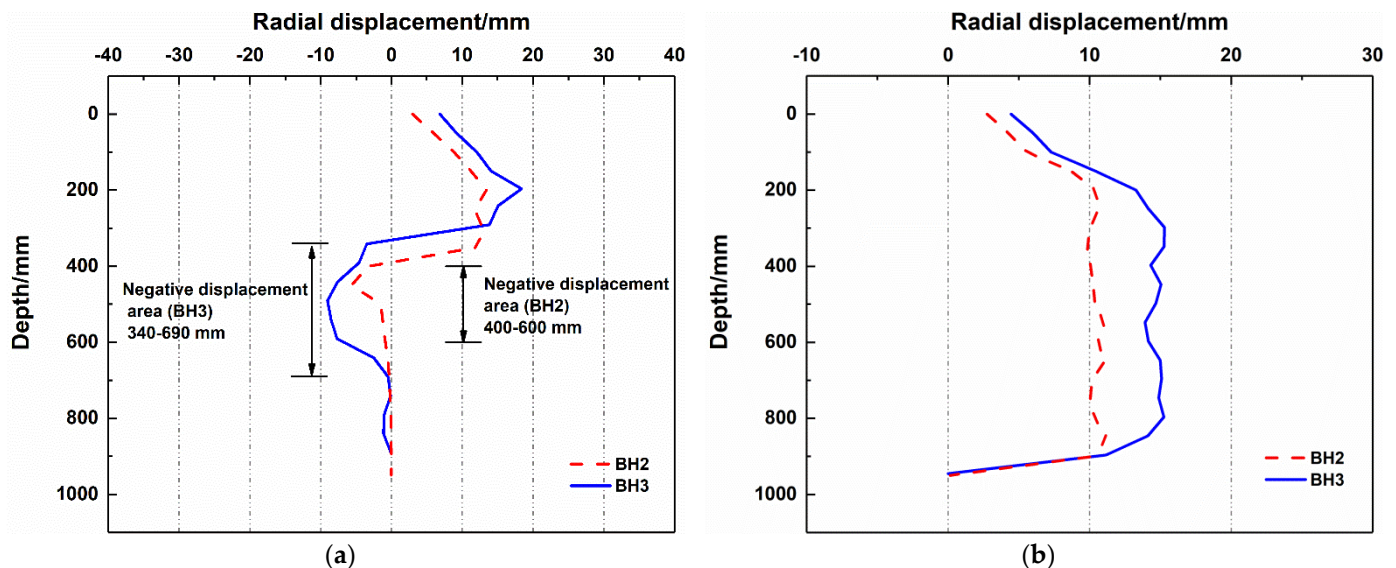 Radial displacement/mm
-40 -30 -20 -10 0 10 20 30 40
0
200
400
600
800
1000
Depth/mm
Negative displacement
area (BH3)
340-690 mm
Negative displacement
area (BH2)
400-600 mm
BH2
BH3
(a)
Radial displacement/mm
-10 0 10 20 30
0
200
400
600
800
1000
Depth/mm
BH2
BH3
(b)